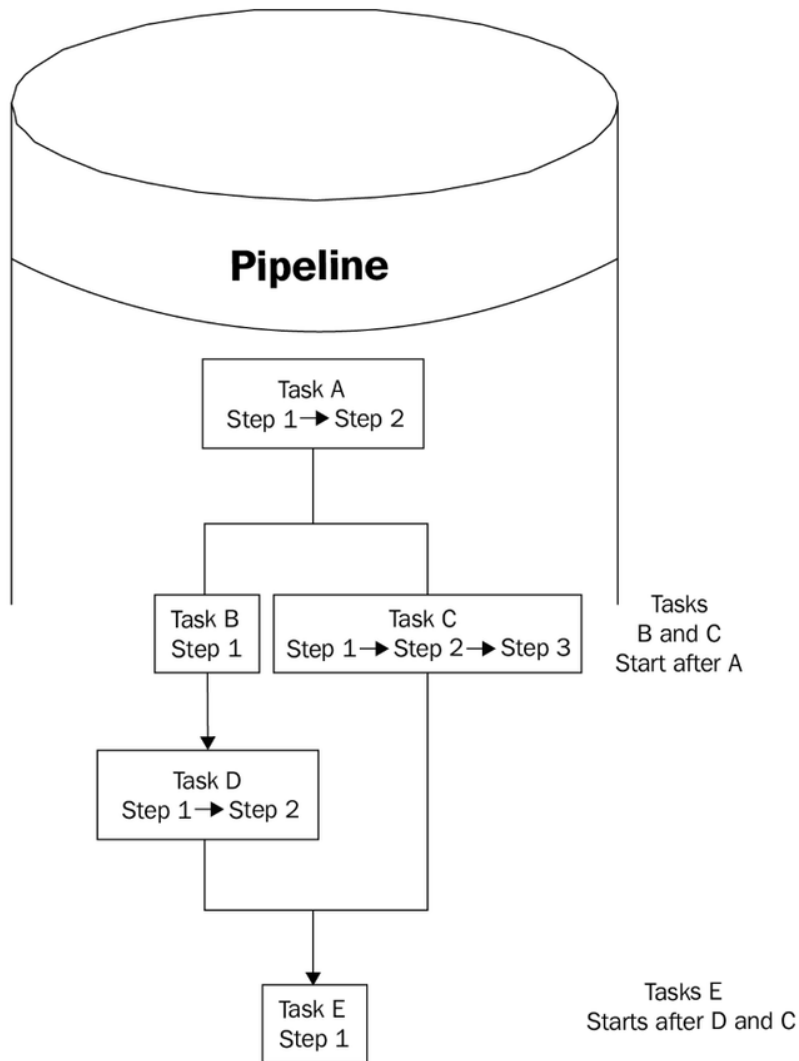 Pipeline
Task A
Step 1→ Step 2
Task B
Step 1
Task C
Step 1→ Step 2→ Step 3
Tasks
B and C
Start after A
Task D
Step 1→ Step 2
Task E
Step 1
Tasks E
Starts after D and C